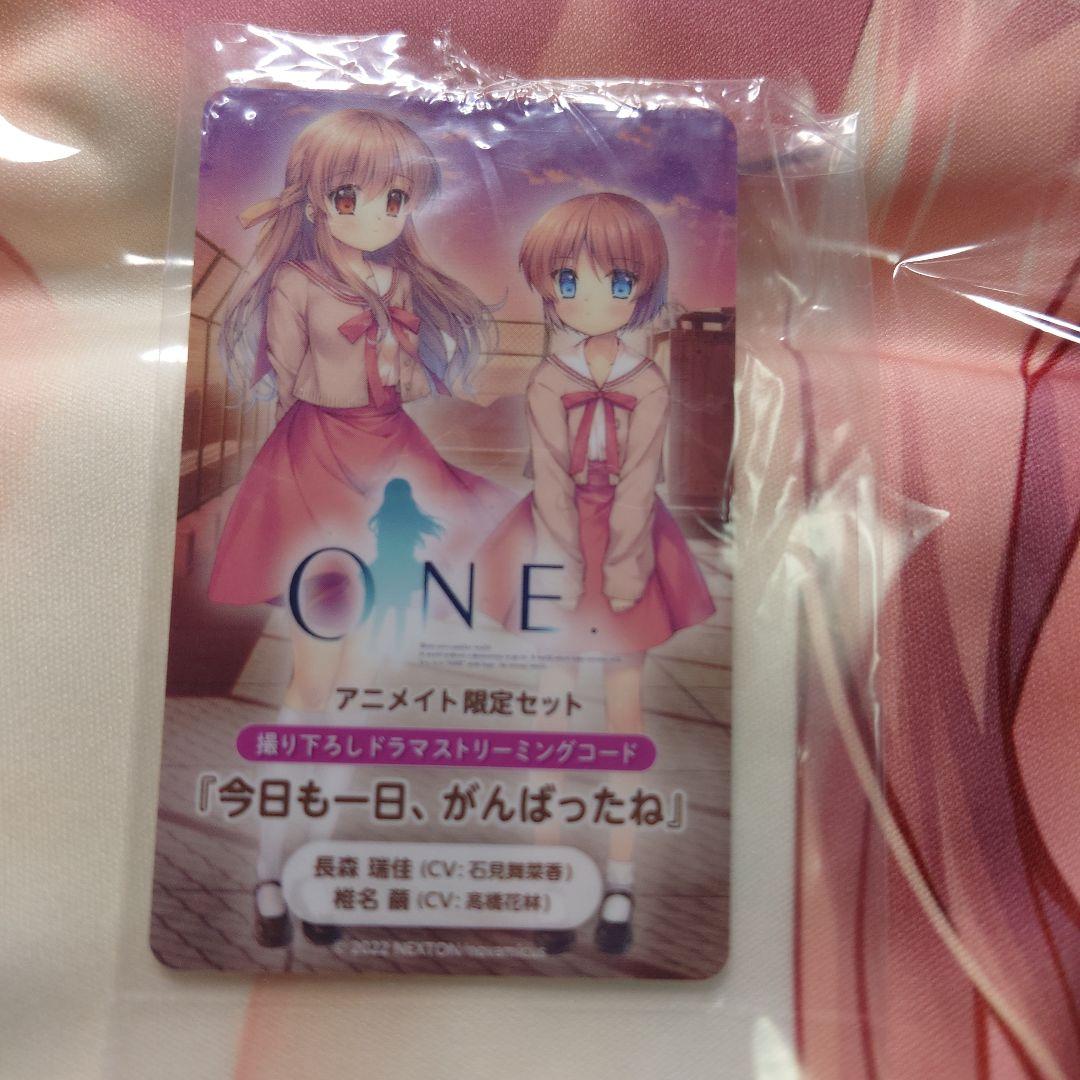 ONE.
アニメイト限定セット
撮り下ろしドラマストリーミングコード
『今日も一日、がんばったね』
長森 瑞佳 (CV:石見舞菜香)
椎名 繭 (CV:高橋花林)
© 2022 NEXTON/novamicus